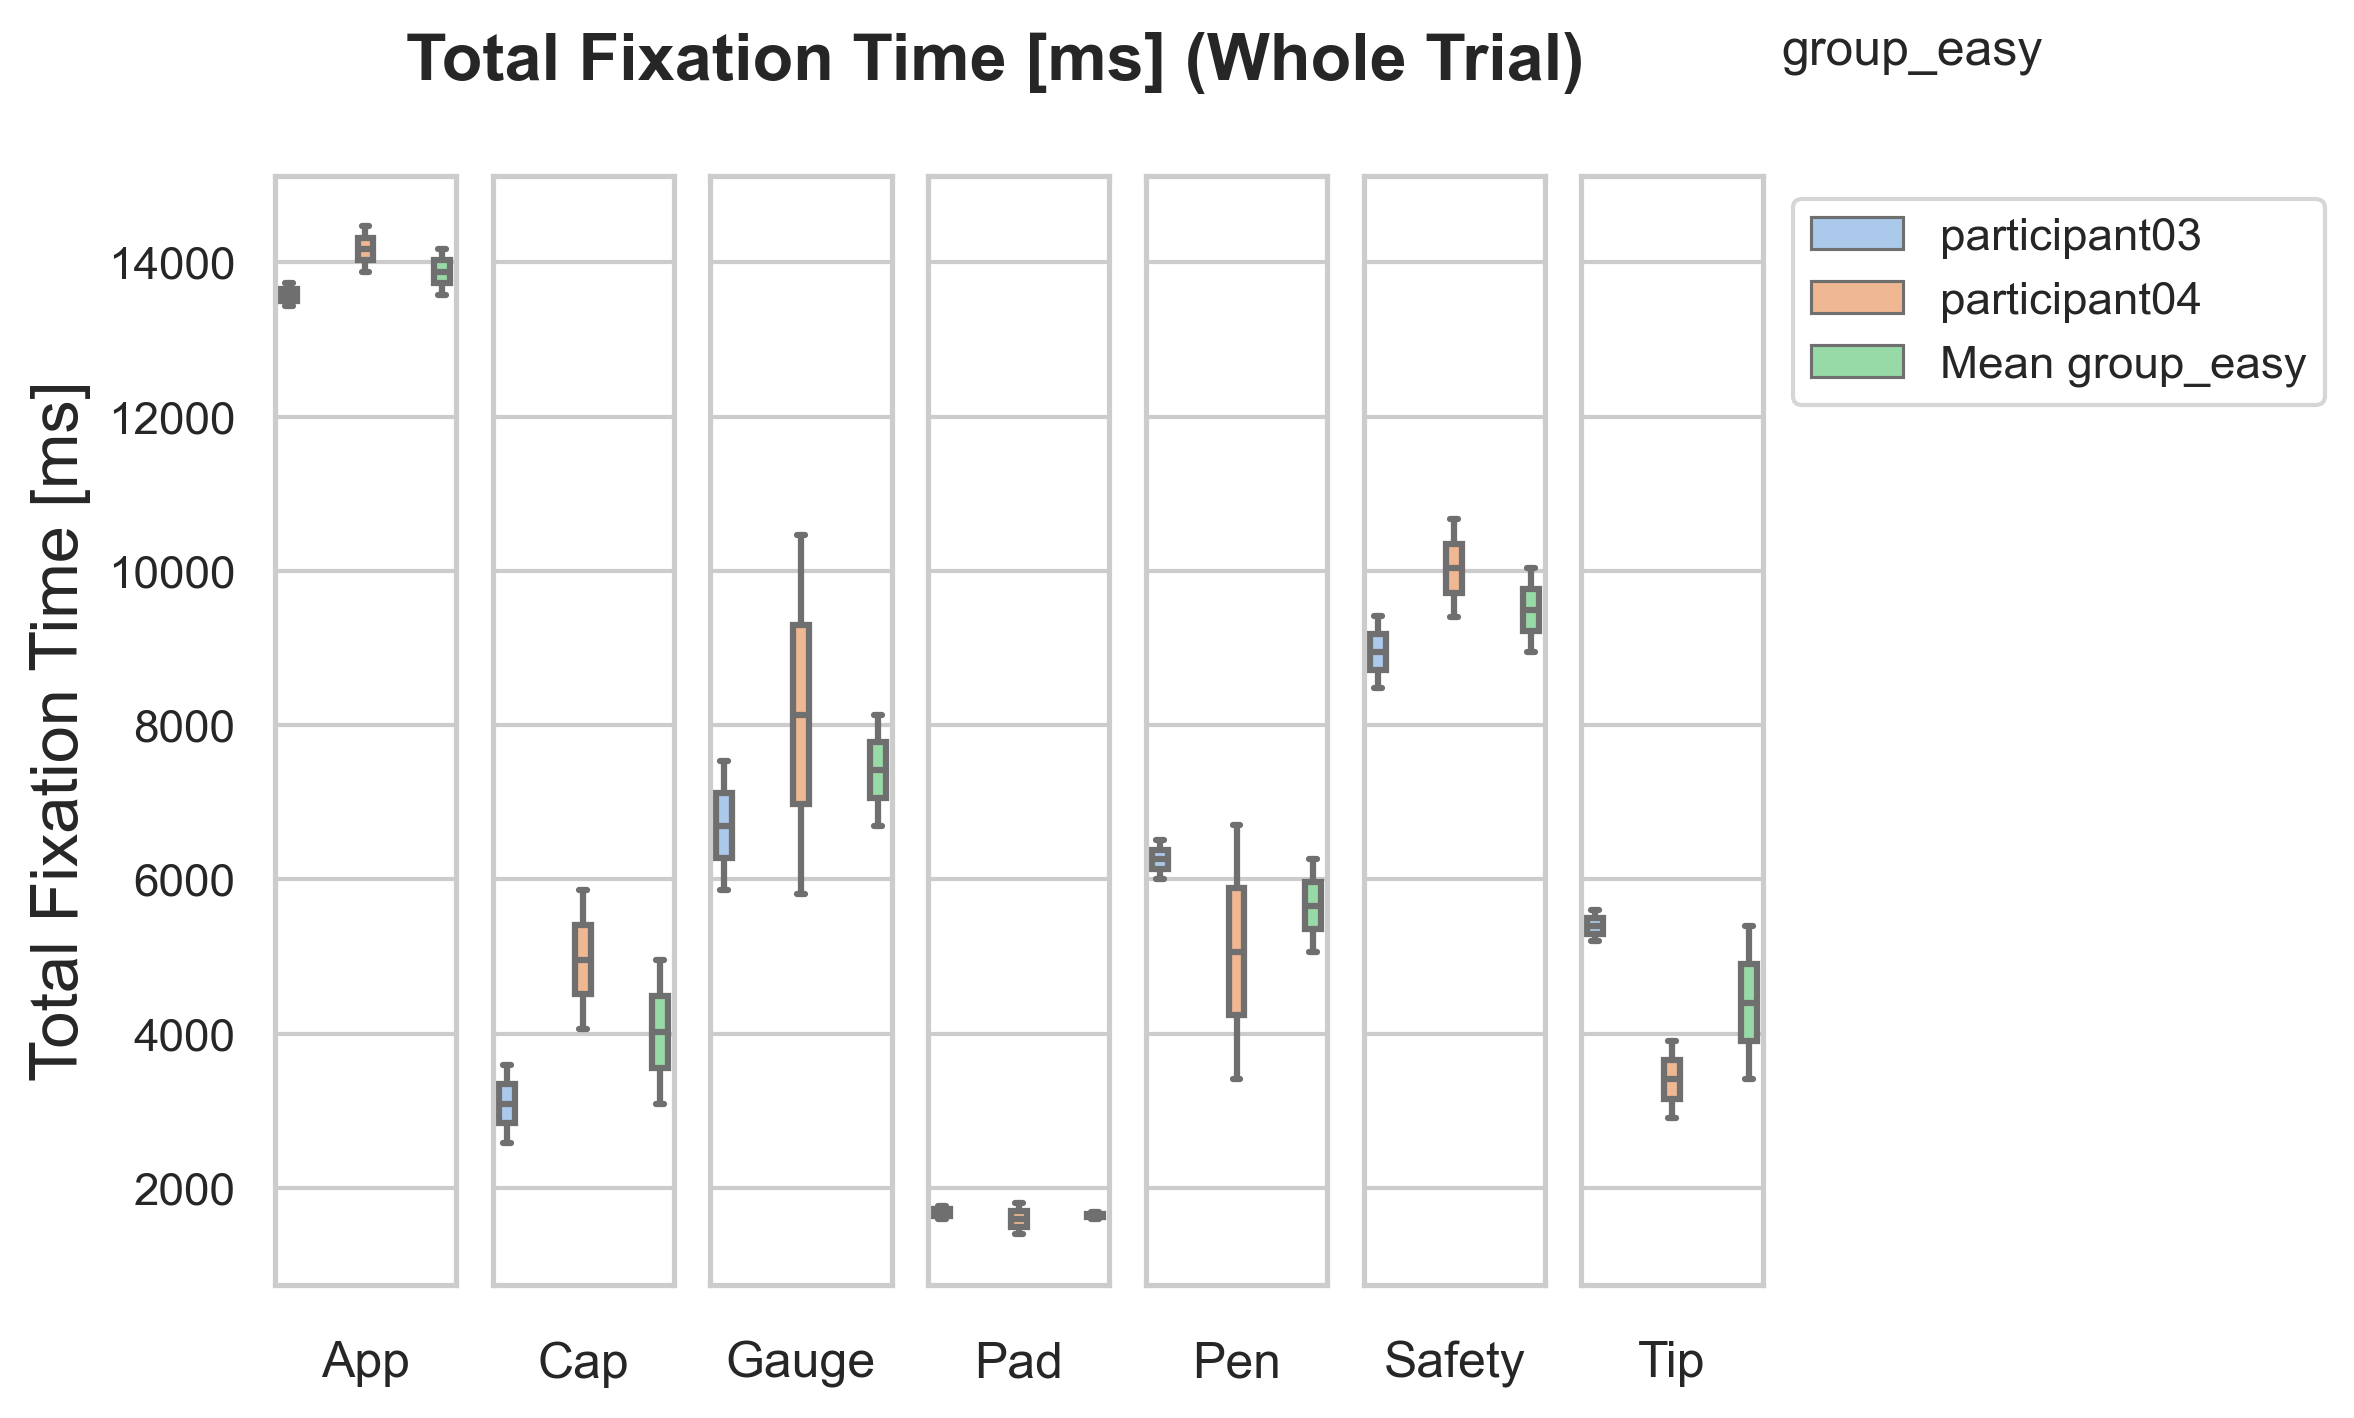 Total Fixation Time [ms] (Whole Trial)
group_easy
Total Fixation Time [ms]
14000
12000
10000
8000
6000
4000
2000
participant03
participant04
Mean group_easy
App
Cap
Gauge
Pad
Pen
Safety
Tip